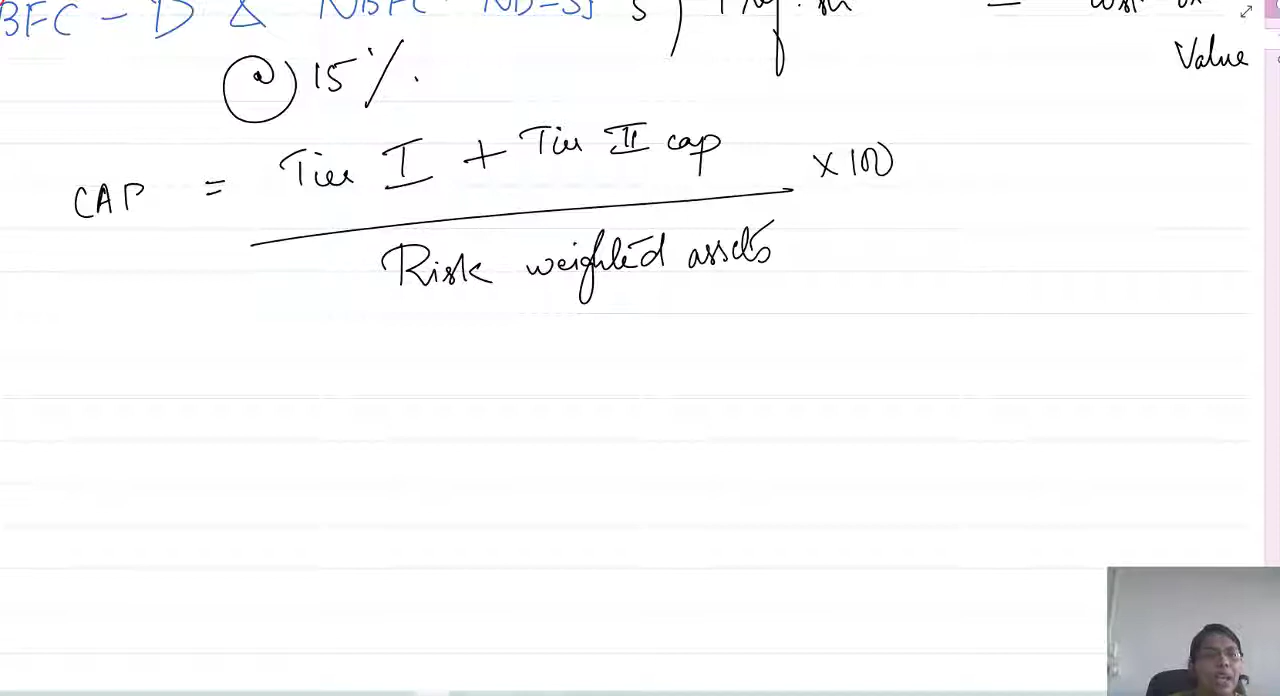 BFC - D & NBFC ND-SI
Value
@ 15%.
Tier I + Tier II cap
CAP = × 100
Risk weighted assets